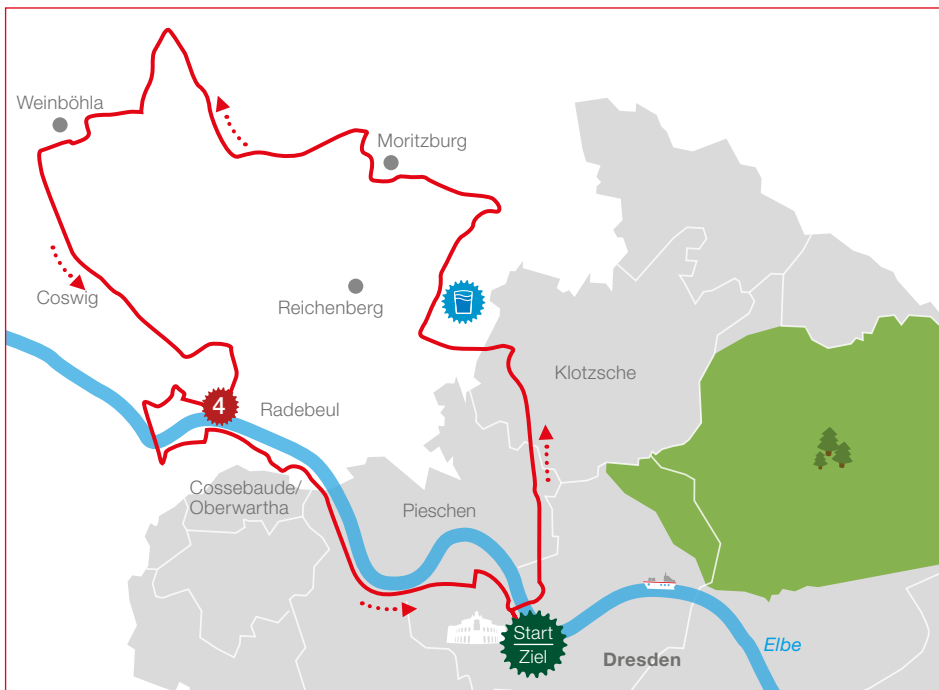 Weinböhla
Moritzburg
Coswig
Reichenberg
Klotzsche
4
Radebeul
Cossebaude/
Oberwartha
Pieschen
Start
Ziel
Elbe
Dresden